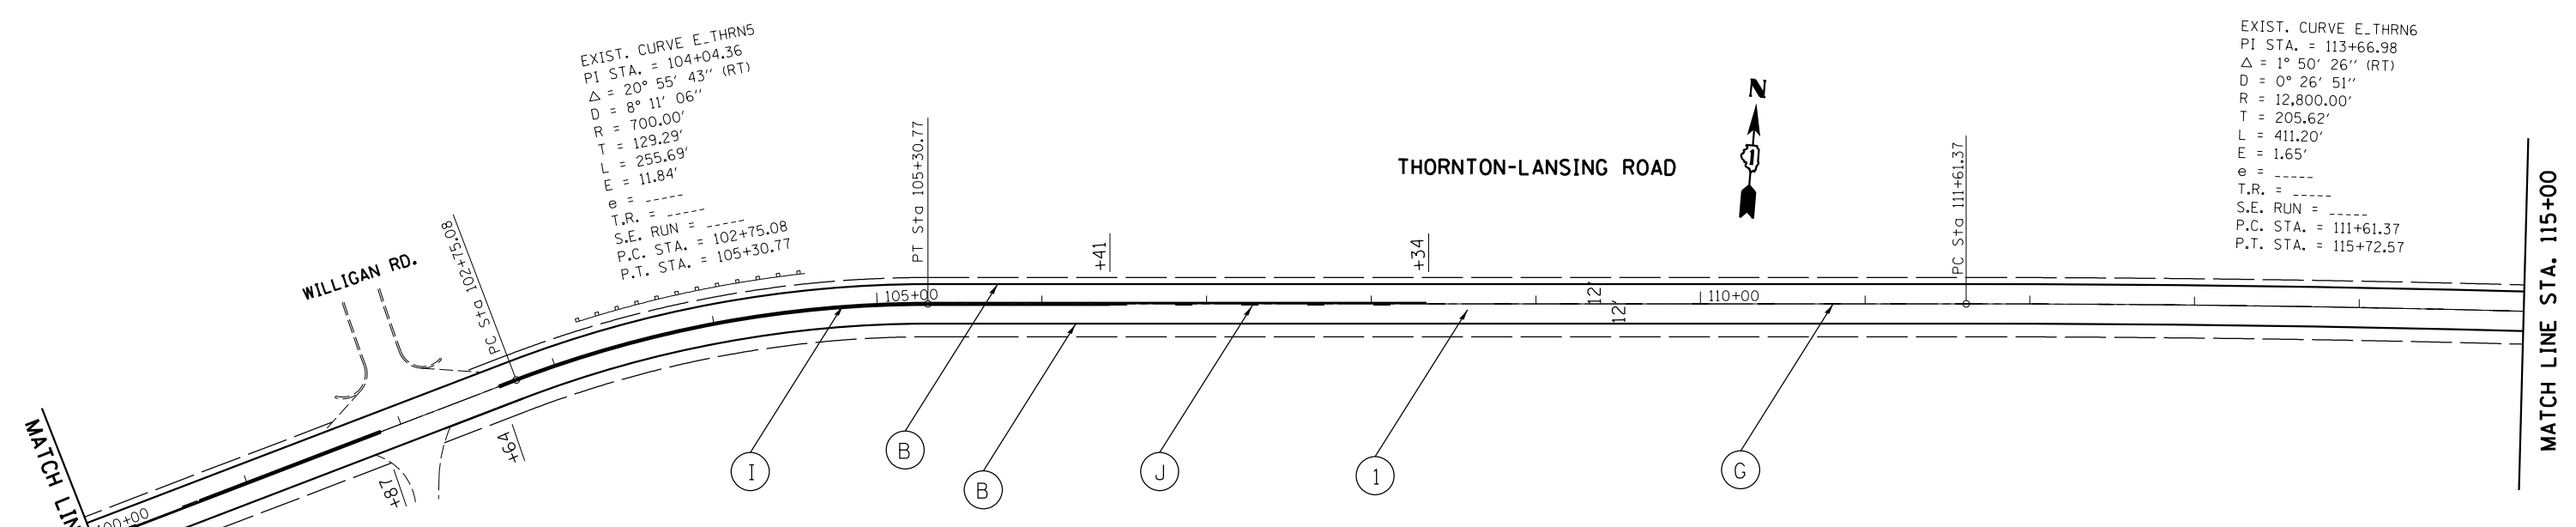 EXIST. CURVE E_THRN5
PI STA. = 104+04.36
△ = 20° 55' 43'' (RT)
D = 8° 11' 06''
R = 700.00'
T = 129.29'
L = 255.69'
E = 11.84'
e = -----
T.R. = -----
S.E. RUN = -----
P.C. STA. = 102+75.08
P.T. STA. = 105+30.77
EXIST. CURVE E_THRN6
PI STA. = 113+66.98
△ = 1° 50' 26'' (RT)
D = 0° 26' 51''
R = 12,800.00'
T = 205.62'
L = 411.20'
E = 1.65'
e = -----
T.R. = -----
S.E. RUN = -----
P.C. STA. = 111+61.37
P.T. STA. = 115+72.57
N
1
THORNTON-LANSING ROAD
WILLIGAN RD.
PC Sta 102+75.08
PT Sta 105+30.77
+41
+34
PC Sta 111+61.37
MATCH LINE STA. 115+00
105+00
12'
12'
110+00
+64
+87
MATCH
I
B
B
J
1
G